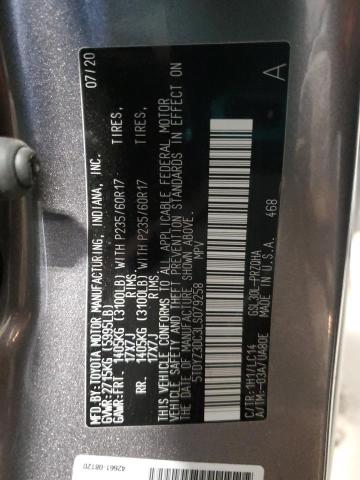 MFD. BY: TOYOTA MOTOR MANUFACTURING, INDIANA, INC. 07/20
GVWR: 2715KG (5995LB)
GAWR: FRT. 1405KG (3100LB) WITH P235/60R17 TIRES,
17X7J RIMS,
RR. 1405KG (3100LB) WITH P235/60R17 TIRES,
17X7J RIMS,
THIS VEHICLE CONFORMS TO ALL APPLICABLE FEDERAL MOTOR
VEHICLE SAFETY AND THEFT PREVENTION STANDARDS IN EFFECT ON
THE DATE OF MANUFACTURE SHOWN ABOVE.
5TDYZ3DC3LS073258 MPV A
C/TR: 1H1/LC14 GSL30L-PRZGHA
A/TM: -03A/UA80E MADE IN U.S.A. 468
42661-08120